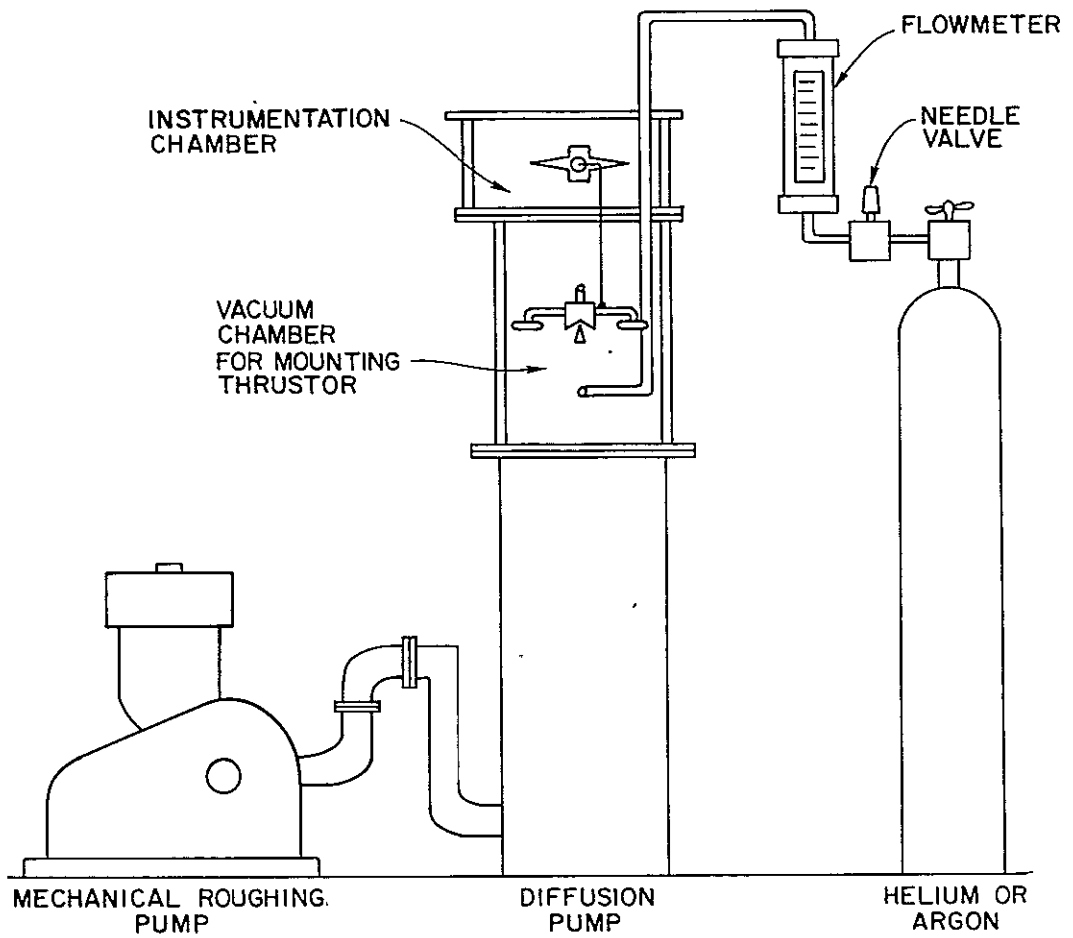 FLOWMETER
INSTRUMENTATION
CHAMBER
NEEDLE
VALVE
VACUUM
CHAMBER
FOR MOUNTING
THRUSTOR
MECHANICAL ROUGHING
PUMP
DIFFUSION
PUMP
HELIUM OR
ARGON